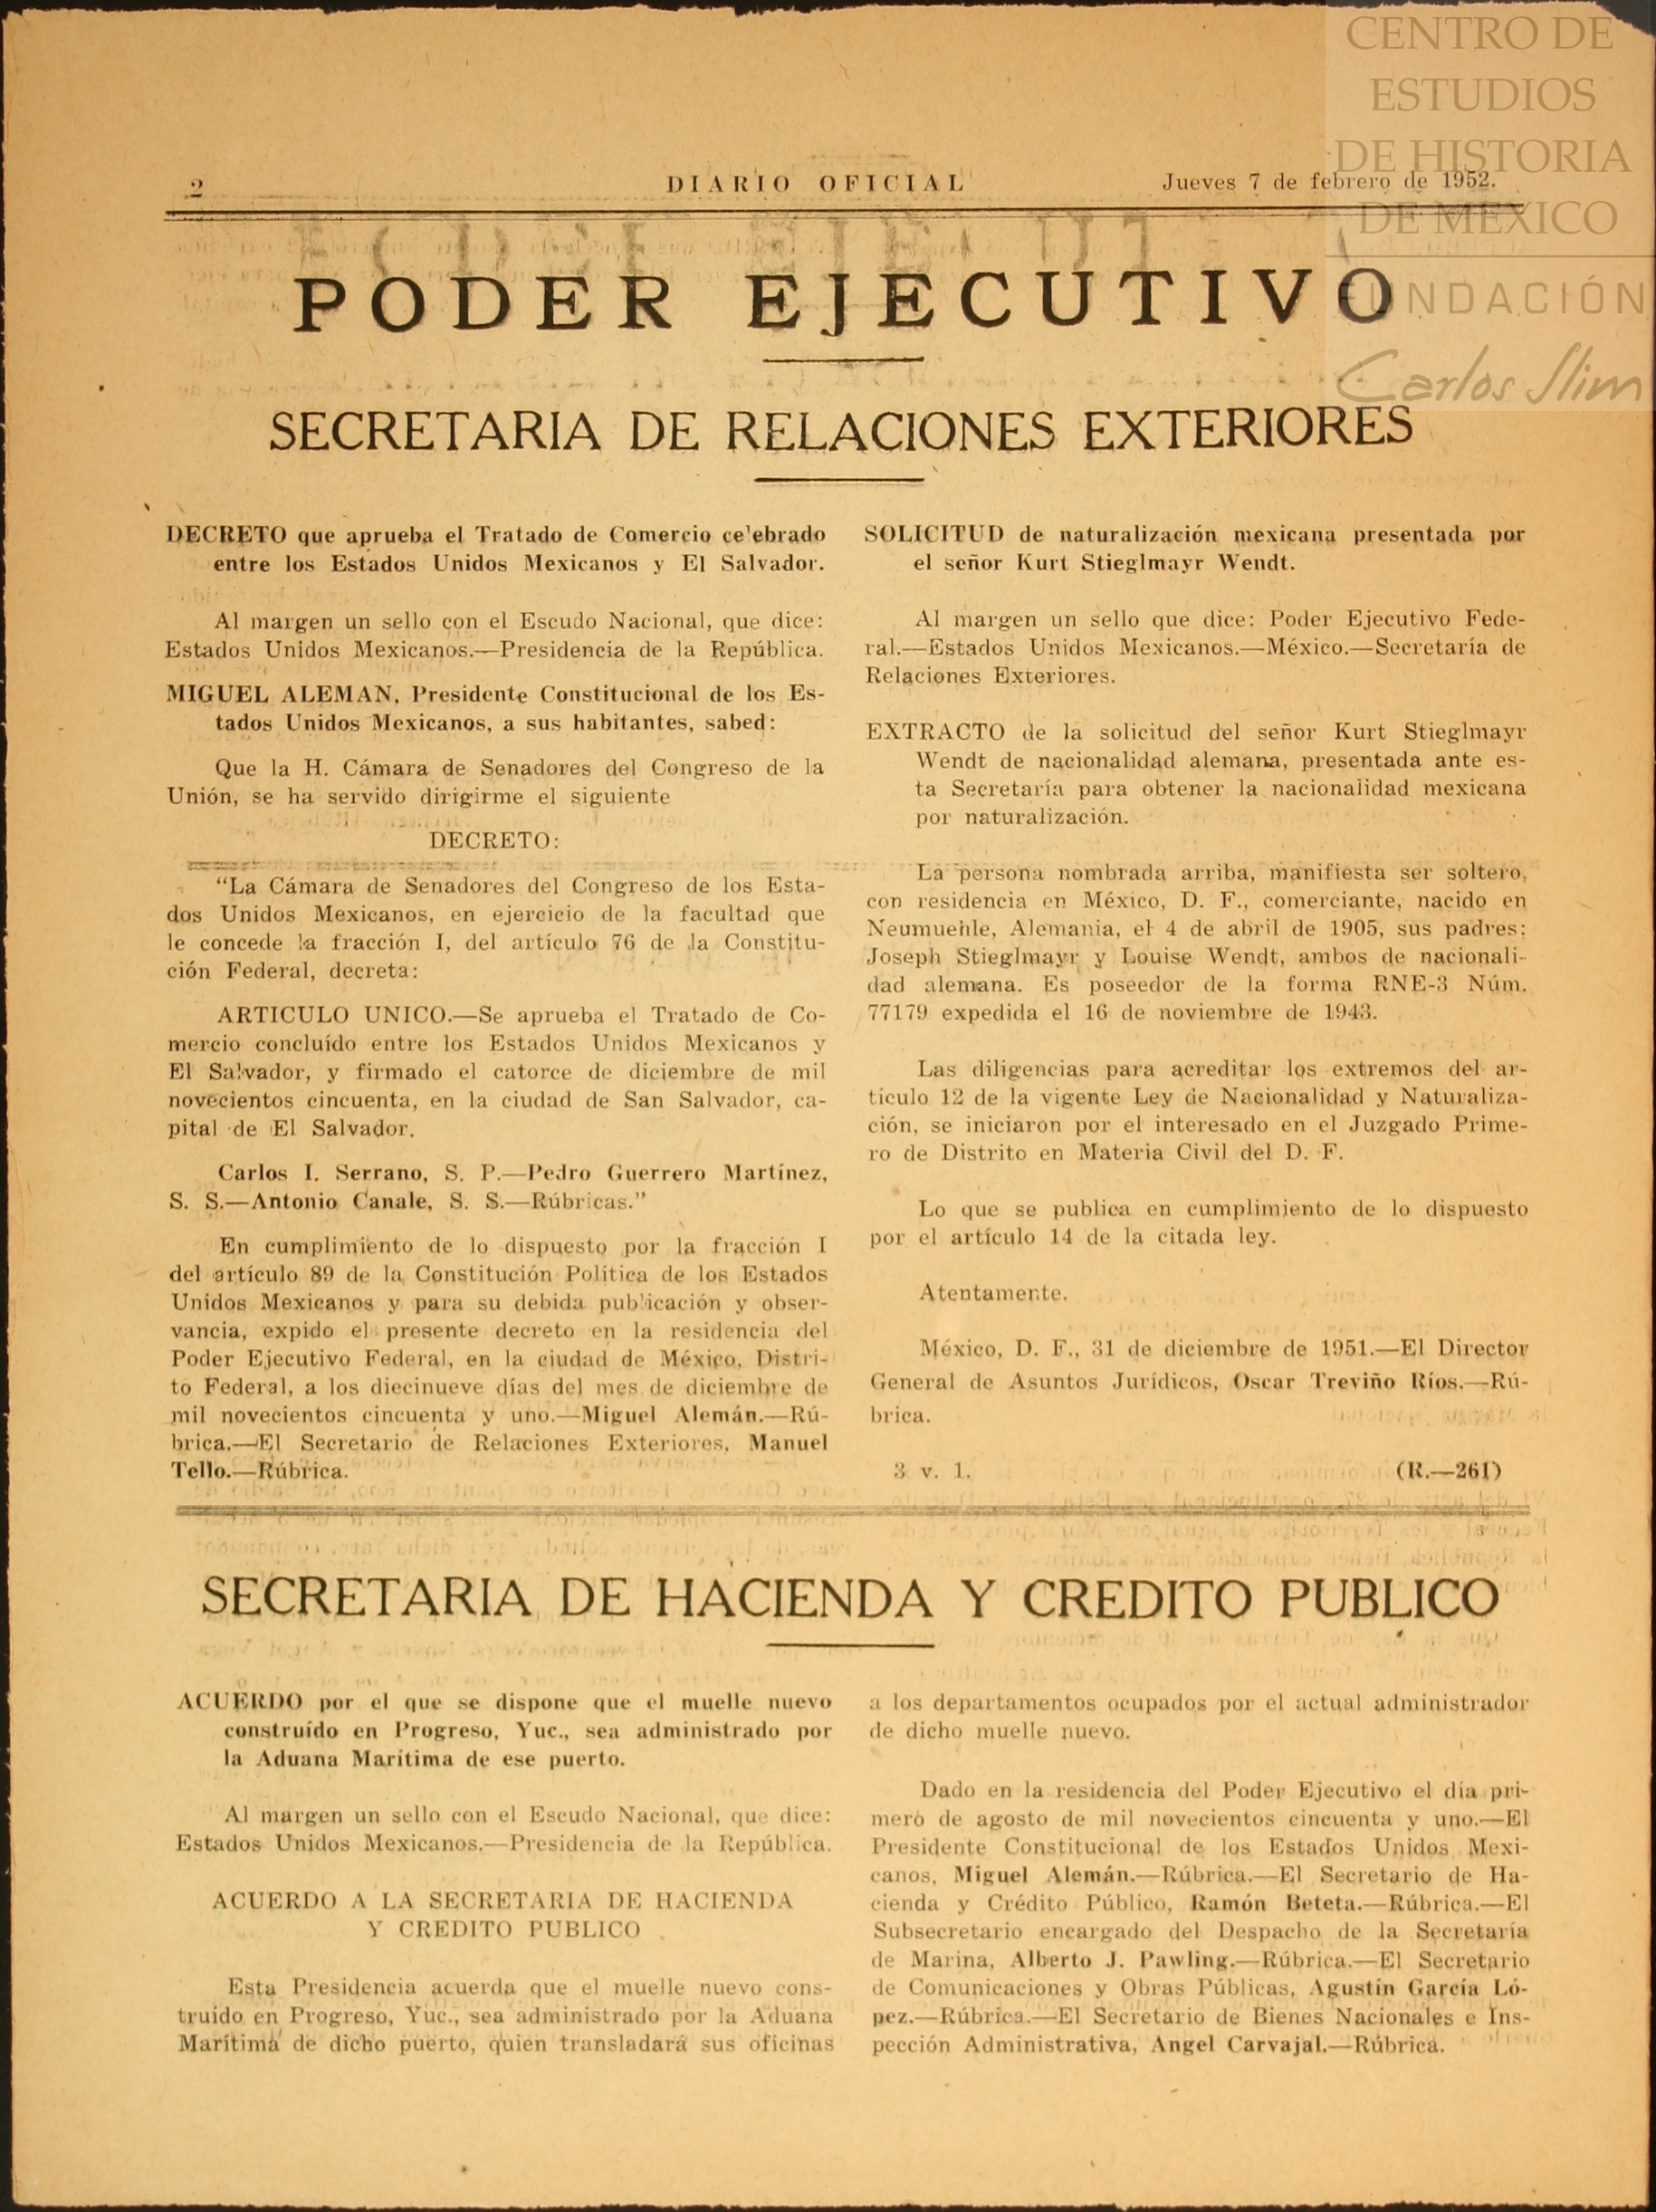 CENTRO DE
ESTUDIOS
DE HISTORIA
DE MEXICO
FUNDACIÓN
Carlos Slim
2
DIARIO OFICIAL
Jueves 7 de febrero de 1952.
PODER EJECUTIVO
SECRETARIA DE RELACIONES EXTERIORES
DECRETO que aprueba el Tratado de Comercio ce'ebrado
entre los Estados Unidos Mexicanos y El Salvador.
Al margen un sello con el Escudo Nacional, que dice:
Estados Unidos Mexicanos.—Presidencia de la República.
MIGUEL ALEMAN, Presidente Constitucional de los Es-
tados Unidos Mexicanos, a sus habitantes, sabed:
Que la H. Cámara de Senadores del Congreso de la
Unión, se ha servido dirigirme el siguiente
DECRETO:
"La Cámara de Senadores del Congreso de los Esta-
dos Unidos Mexicanos, en ejercicio de la facultad que
le concede la fracción I, del artículo 76 de la Constitu-
ción Federal, decreta:
ARTICULO UNICO.—Se aprueba el Tratado de Co-
mercio concluído entre los Estados Unidos Mexicanos y
El Salvador, y firmado el catorce de diciembre de mil
novecientos cincuenta, en la ciudad de San Salvador, ca-
pital de El Salvador.
Carlos I. Serrano, S. P.—Pedro Guerrero Martínez,
S. S.—Antonio Canale, S. S.—Rúbricas."
En cumplimiento de lo dispuesto por la fracción I
del artículo 89 de la Constitución Política de los Estados
Unidos Mexicanos y para su debida publicación y obser-
vancia, expido el presente decreto en la residencia del
Poder Ejecutivo Federal, en la ciudad de México, Distri-
to Federal, a los diecinueve días del mes de diciembre de
mil novecientos cincuenta y uno.—Miguel Alemán.—Rú-
brica.—El Secretario de Relaciones Exteriores, Manuel
Tello.—Rúbrica.
SOLICITUD de naturalización mexicana presentada por
el señor Kurt Stieglmayr Wendt.
Al margen un sello que dice: Poder Ejecutivo Fede-
ral.—Estados Unidos Mexicanos.—México.—Secretaría de
Relaciones Exteriores.
EXTRACTO de la solicitud del señor Kurt Stieglmayr
Wendt de nacionalidad alemana, presentada ante es-
ta Secretaría para obtener la nacionalidad mexicana
por naturalización.
La persona nombrada arriba, manifiesta ser soltero,
con residencia en México, D. F., comerciante, nacido en
Neumuehle, Alemania, el 4 de abril de 1905, sus padres:
Joseph Stieglmayr y Louise Wendt, ambos de nacionali-
dad alemana. Es poseedor de la forma RNE-3 Núm.
77179 expedida el 16 de noviembre de 1943.
Las diligencias para acreditar los extremos del ar-
tículo 12 de la vigente Ley de Nacionalidad y Naturaliza-
ción, se iniciaron por el interesado en el Juzgado Prime-
ro de Distrito en Materia Civil del D. F.
Lo que se publica en cumplimiento de lo dispuesto
por el artículo 14 de la citada ley.
Atentamente.
México, D. F., 31 de diciembre de 1951.—El Director
General de Asuntos Jurídicos, Oscar Treviño Ríos.—Rú-
brica.
3 v. 1. (R.—261)
SECRETARIA DE HACIENDA Y CREDITO PUBLICO
ACUERDO por el que se dispone que el muelle nuevo
construído en Progreso, Yuc., sea administrado por
la Aduana Marítima de ese puerto.
Al margen un sello con el Escudo Nacional, que dice:
Estados Unidos Mexicanos.—Presidencia de la República.
ACUERDO A LA SECRETARIA DE HACIENDA
Y CREDITO PUBLICO
Esta Presidencia acuerda que el muelle nuevo cons-
truído en Progreso, Yuc., sea administrado por la Aduana
Marítima de dicho puerto, quien transladará sus oficinas
a los departamentos ocupados por el actual administrador
de dicho muelle nuevo.
Dado en la residencia del Poder Ejecutivo el día pri-
mero de agosto de mil novecientos cincuenta y uno.—El
Presidente Constitucional de los Estados Unidos Mexi-
canos, Miguel Alemán.—Rúbrica.—El Secretario de Ha-
cienda y Crédito Público, Ramón Beteta.—Rúbrica.—El
Subsecretario encargado del Despacho de la Secretaría
de Marina, Alberto J. Pawling.—Rúbrica.—El Secretario
de Comunicaciones y Obras Públicas, Agustín García Ló-
pez.—Rúbrica.—El Secretario de Bienes Nacionales e Ins-
pección Administrativa, Angel Carvajal.—Rúbrica.